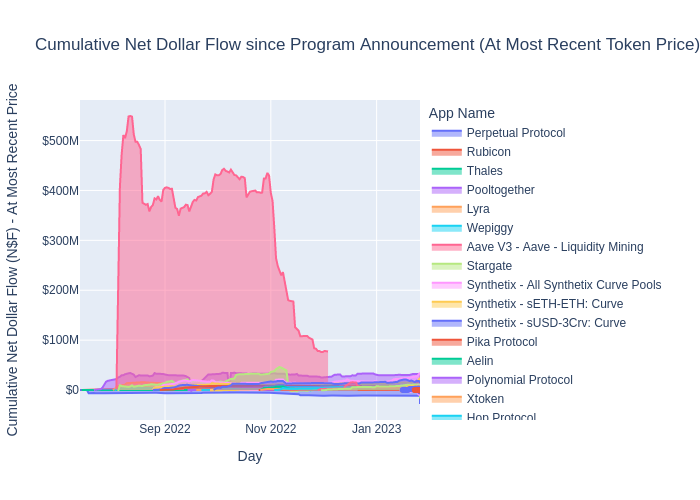 Cumulative Net Dollar Flow since Program Announcement (At Most Recent Token Price)
Cumulative Net Dollar Flow (N$F) - At Most Recent Price
$500M
$400M
$300M
$200M
$100M
$0
Sep 2022
Nov 2022
Jan 2023
Day
App Name
Perpetual Protocol
Rubicon
Thales
Pooltogether
Lyra
Wepiggy
Aave V3 - Aave - Liquidity Mining
Stargate
Synthetix - All Synthetix Curve Pools
Synthetix - sETH-ETH: Curve
Synthetix - sUSD-3Crv: Curve
Pika Protocol
Aelin
Polynomial Protocol
Xtoken
Hop Protocol